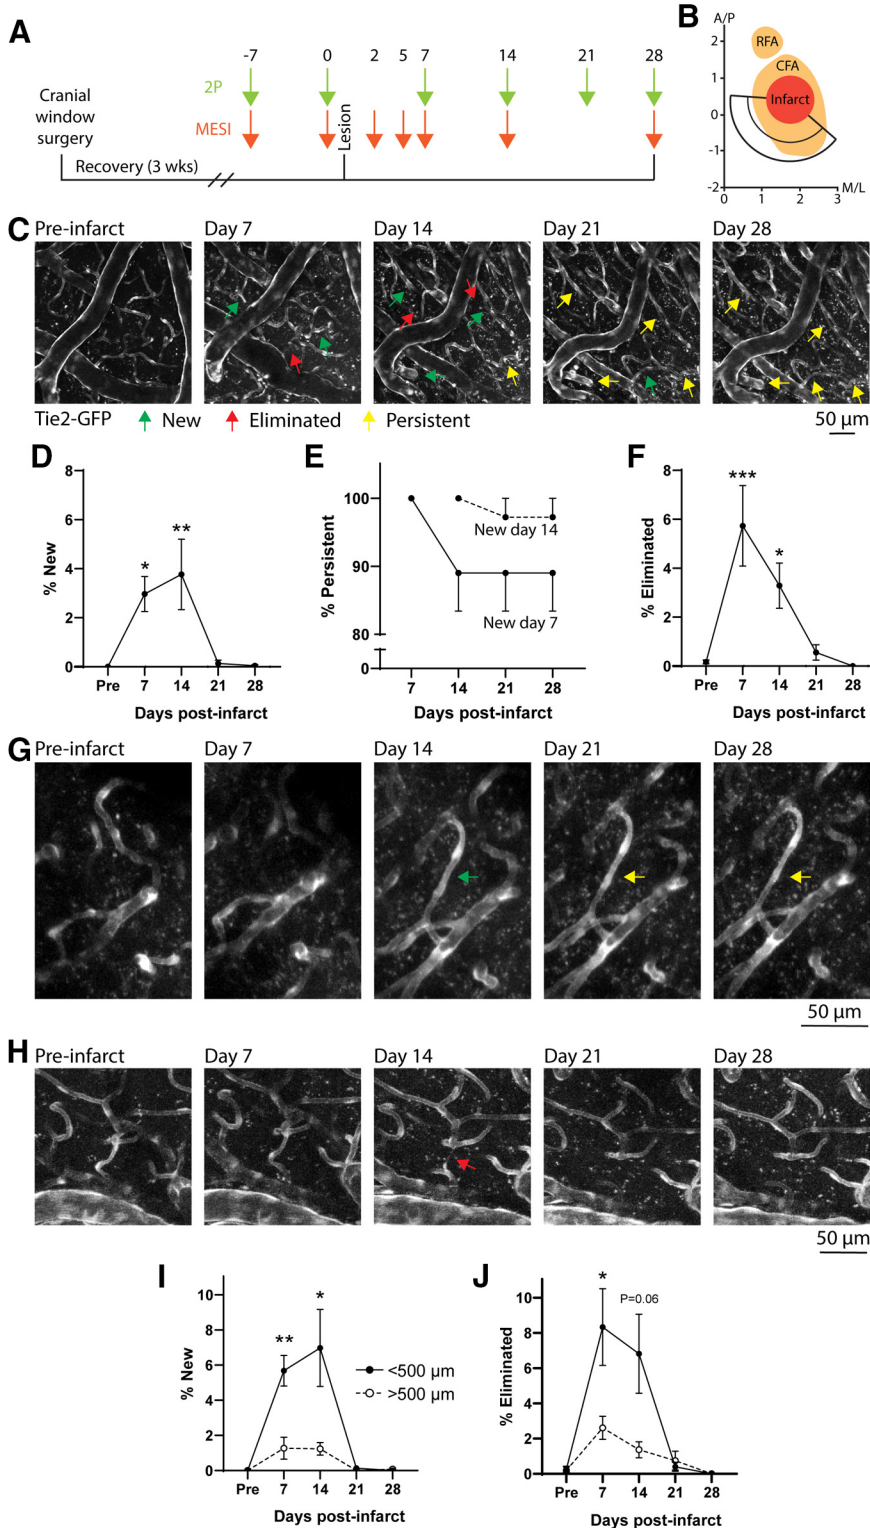 A
-7 0 2 5 7 14 21 28
2P
MESI
Cranial
window
surgery
Lesion
Recovery (3 wks)
B
A/P
2
1
0
-1
-2
RFA
CFA
Infarct
0 1 2 3
M/L
C
Pre-infarct Day 7 Day 14 Day 21 Day 28
Tie2-GFP New Eliminated Persistent
50 µm
D
% New
8
6
4
2
0
* **
Pre 7 14 21 28
Days post-infarct
E
% Persistent
100
90
80
0
New day 14
New day 7
7 14 21 28
Days post-infarct
F
% Eliminated
8
6
4
2
0
*** *
Pre 7 14 21 28
Days post-infarct
G
Pre-infarct Day 7 Day 14 Day 21 Day 28
50 µm
H
Pre-infarct Day 7 Day 14 Day 21 Day 28
50 µm
I
% New
10
8
6
4
2
0
** *
<500 µm
>500 µm
Pre 7 14 21 28
Days post-infarct
J
% Eliminated
10
8
6
4
2
0
*
P=0.06
Pre 7 14 21 28
Days post-infarct